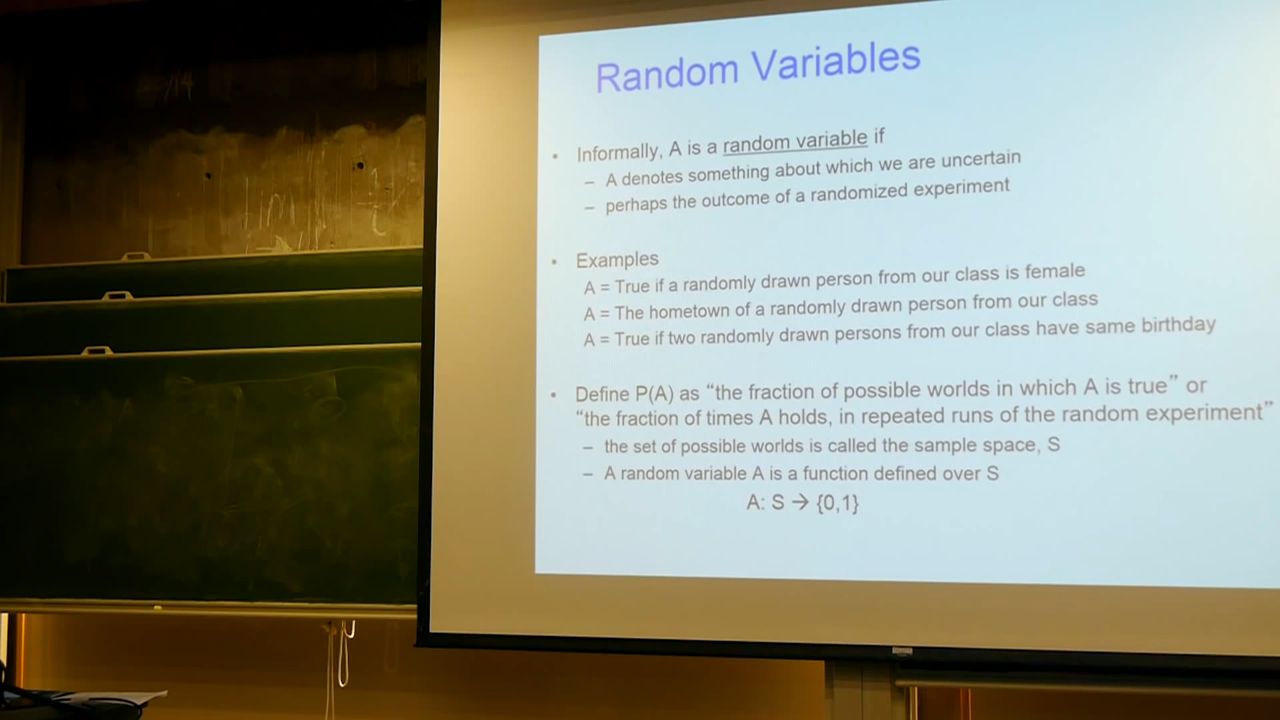 Random Variables
• Informally, A is a random variable if
– A denotes something about which we are uncertain
– perhaps the outcome of a randomized experiment
• Examples
A = True if a randomly drawn person from our class is female
A = The hometown of a randomly drawn person from our class
A = True if two randomly drawn persons from our class have same birthday
• Define P(A) as “the fraction of possible worlds in which A is true” or
“the fraction of times A holds, in repeated runs of the random experiment”
– the set of possible worlds is called the sample space, S
– A random variable A is a function defined over S
A: S → {0,1}